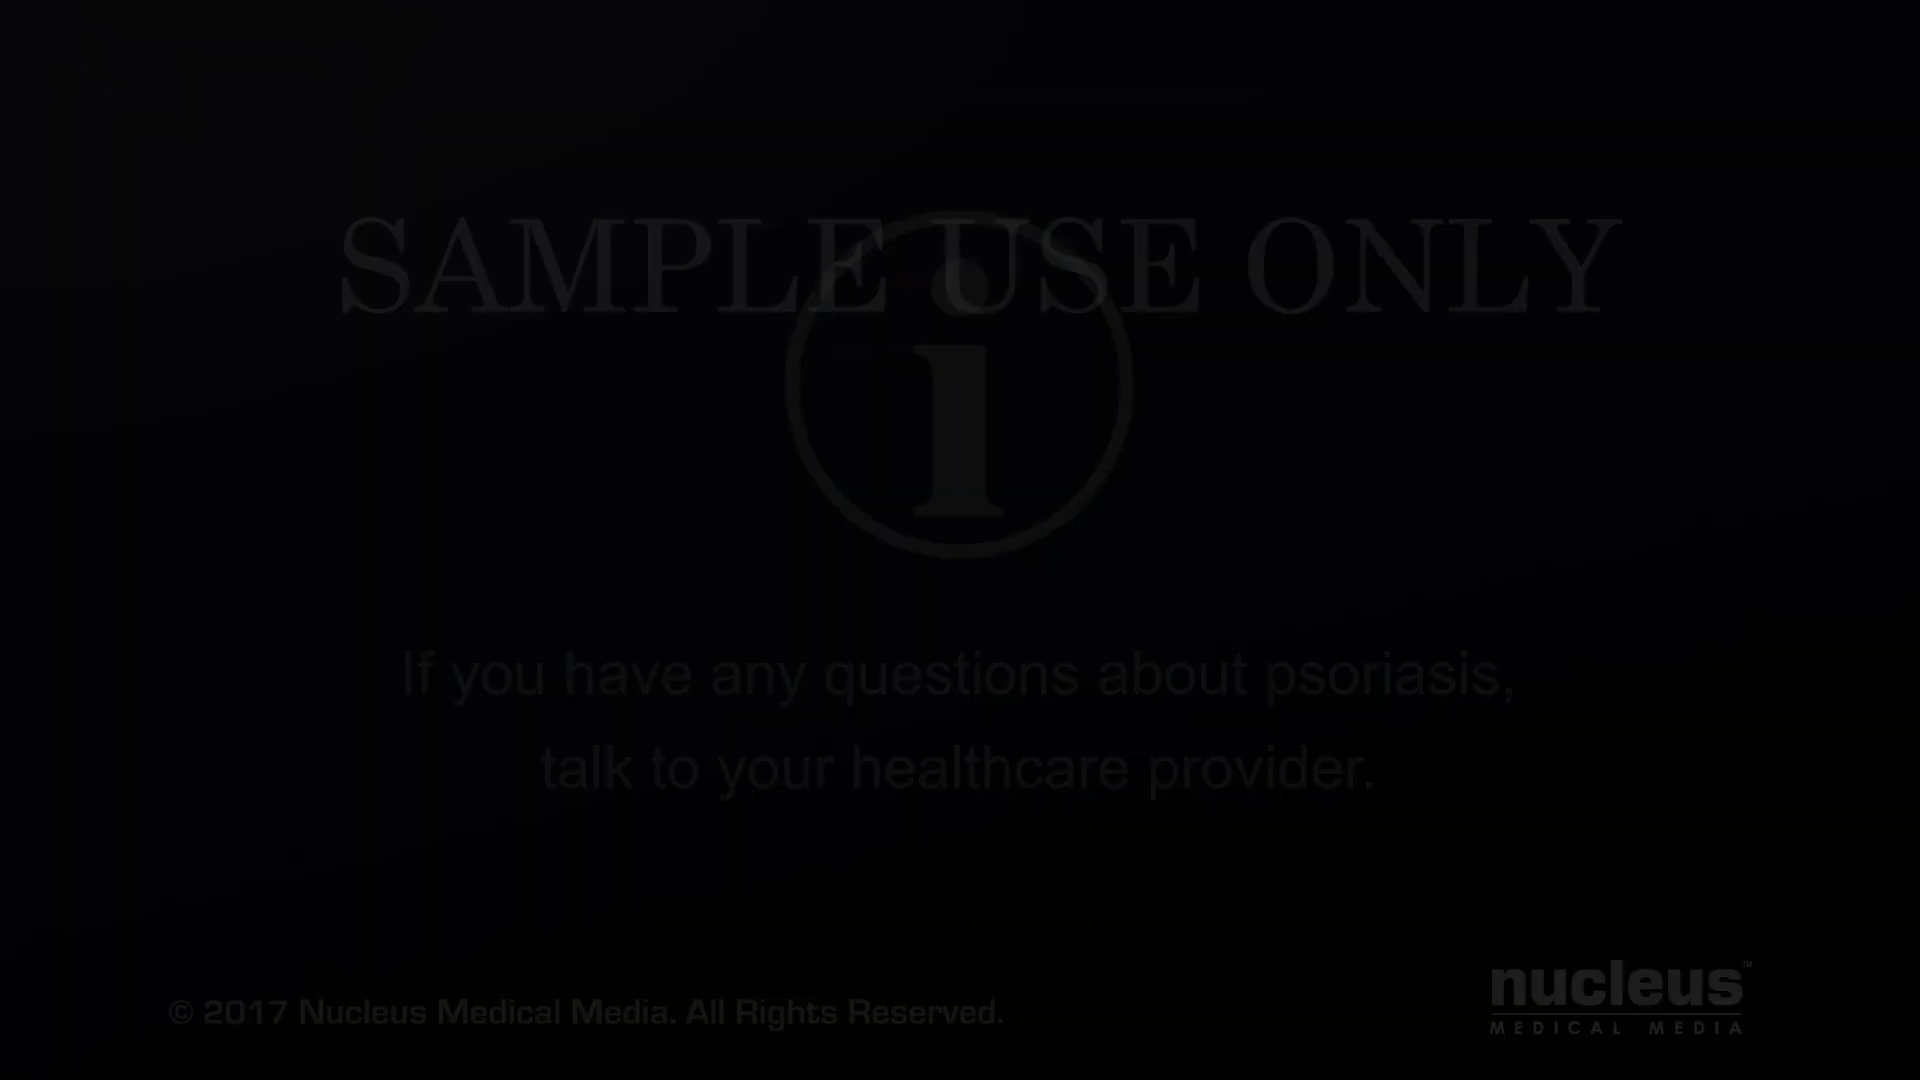 SAMPLE USE ONLY
i
If you have any questions about psoriasis,
talk to your healthcare provider.
© 2017 Nucleus Medical Media. All Rights Reserved.
nucleus™
MEDICAL MEDIA